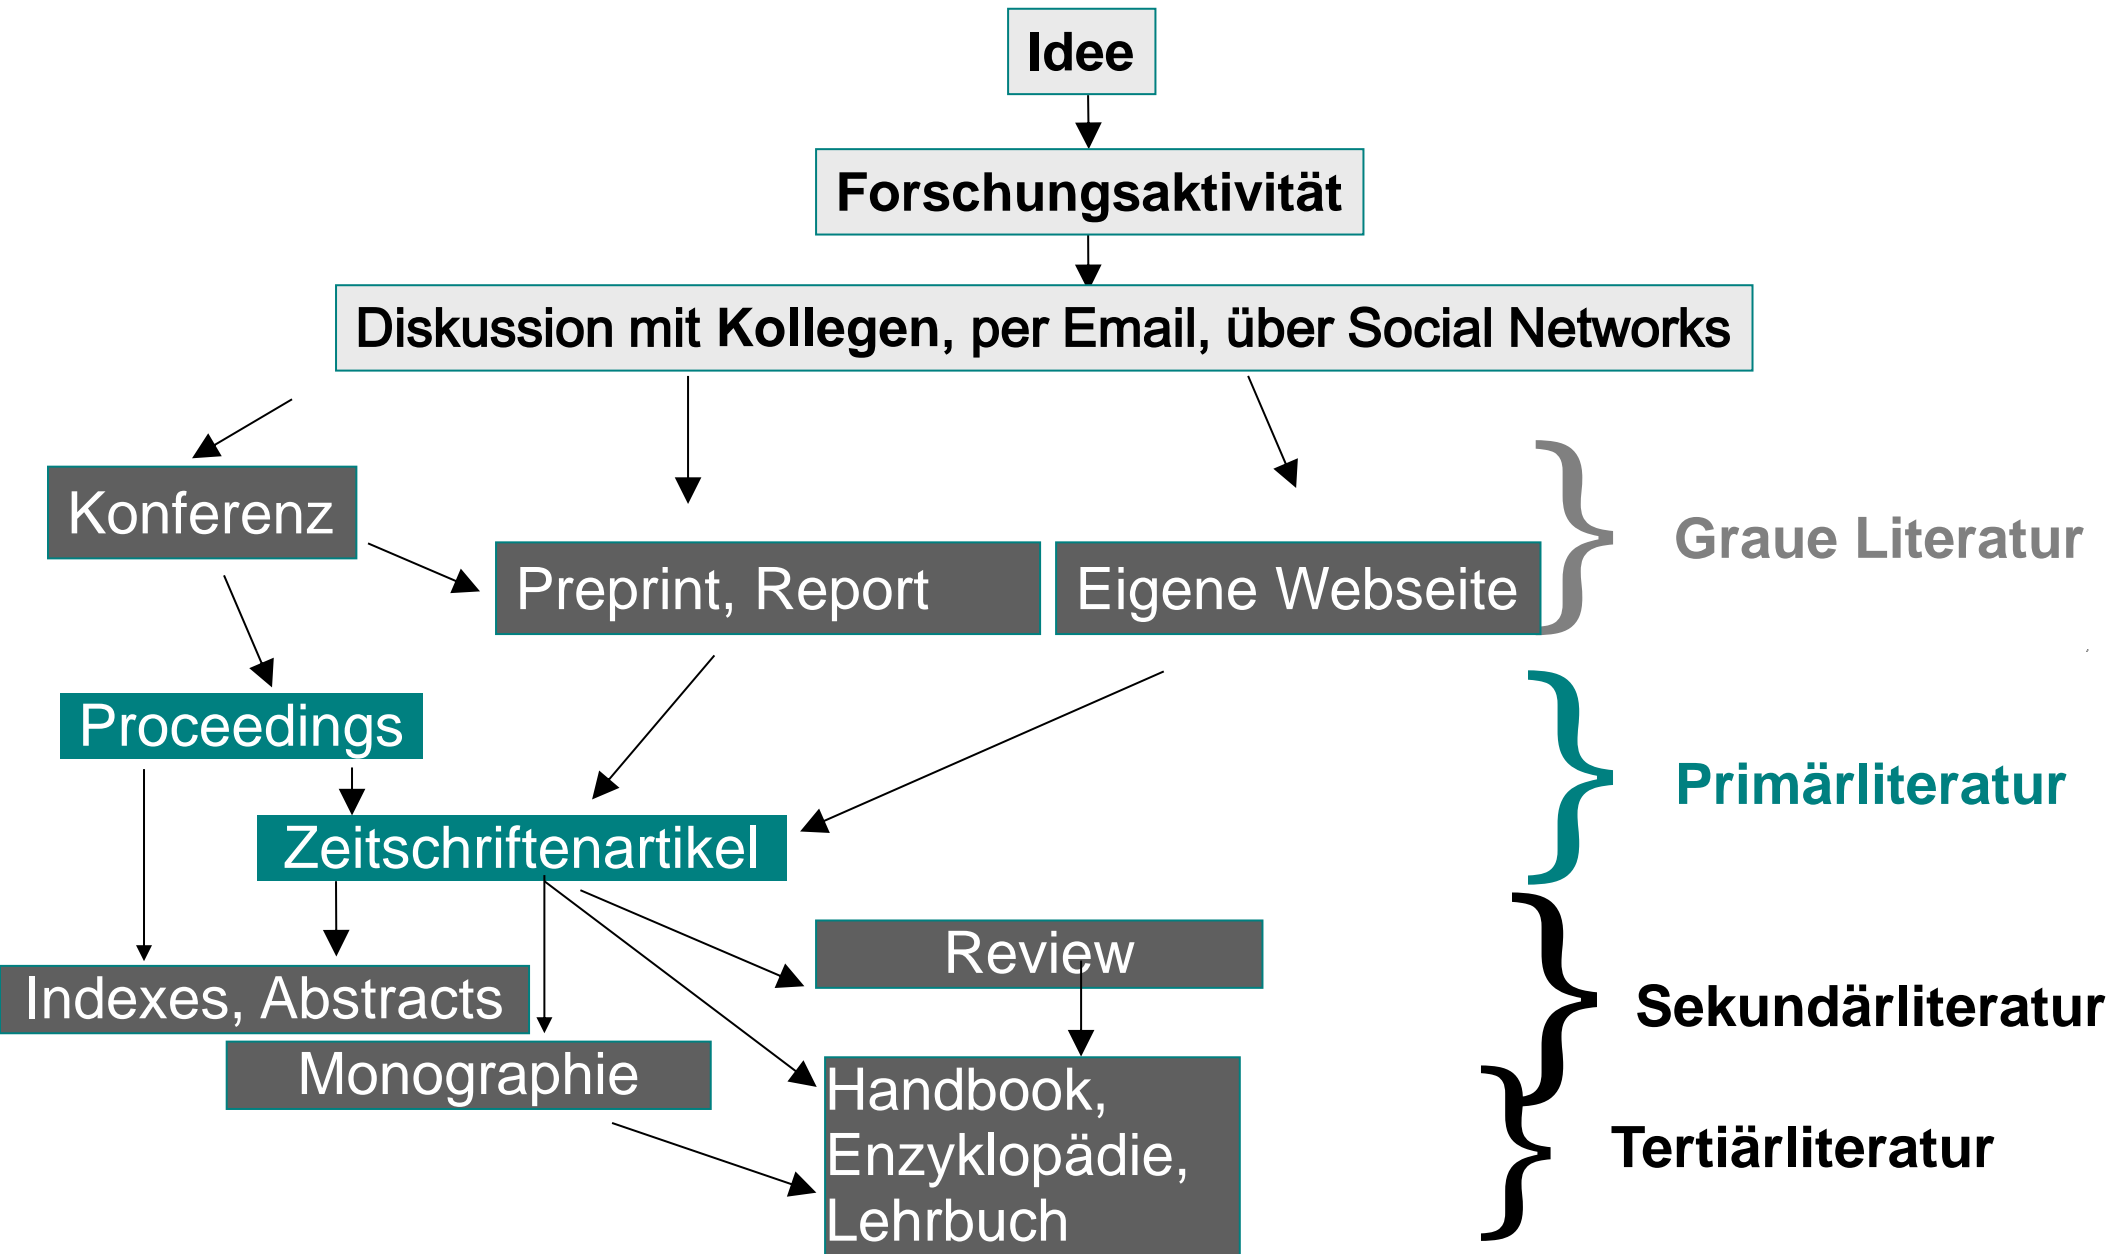 Idee
Forschungsaktivität
Diskussion mit Kollegen, per Email, über Social Networks
Konferenz
Preprint, Report
Eigene Webseite
Graue Literatur
Proceedings
Zeitschriftenartikel
Primärliteratur
Review
Indexes, Abstracts
Monographie
Sekundärliteratur
Handbook,
Enzyklopädie,
Lehrbuch
Tertiärliteratur